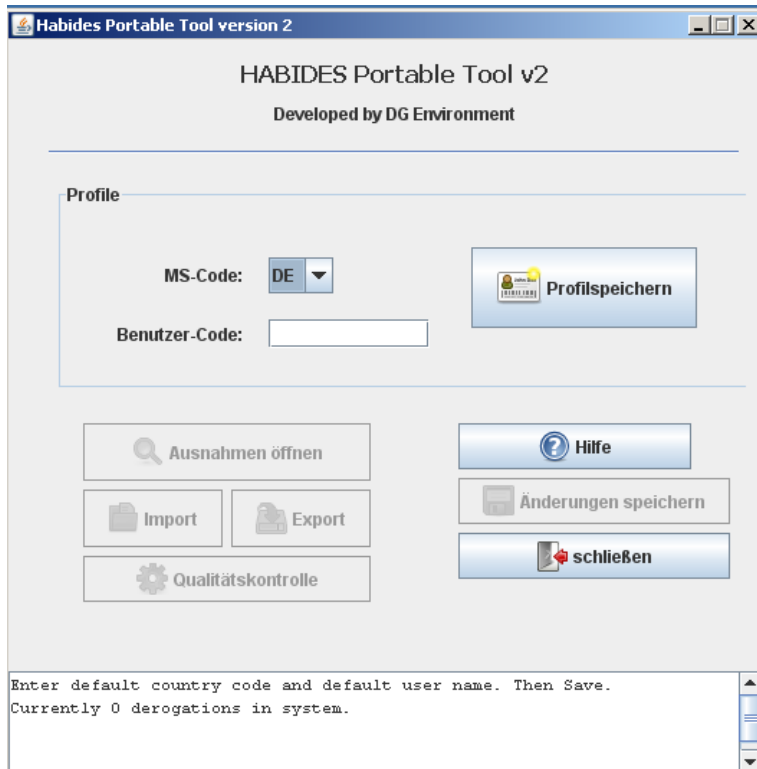 Habides Portable Tool version 2
HABIDES Portable Tool v2
Developed by DG Environment
Profile
MS-Code:
DE
Profilspeichern
Benutzer-Code:
Ausnahmen öffnen
Hilfe
Import
Export
Änderungen speichern
Qualitätskontrolle
schließen
Enter default country code and default user name. Then Save.
Currently 0 derogations in system.